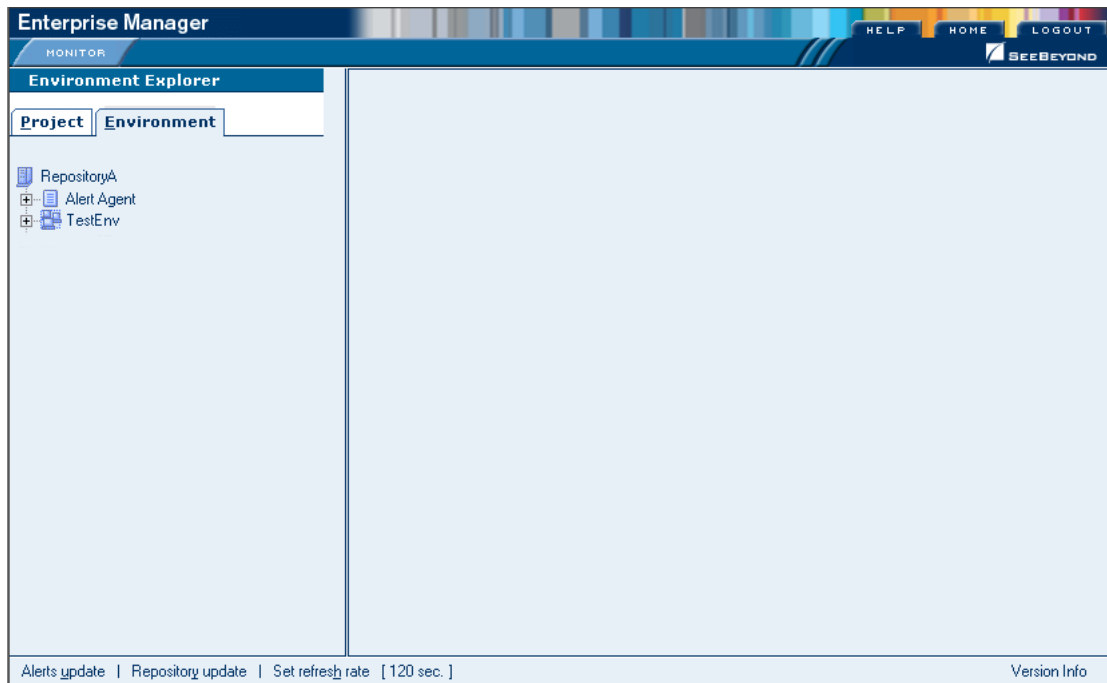 Enterprise Manager
HELP HOME LOGOUT
MONITOR
SEEBEYOND
Environment Explorer
Project Environment
RepositoryA
Alert Agent
TestEnv
Alerts update | Repository update | Set refresh rate [ 120 sec. ] Version Info